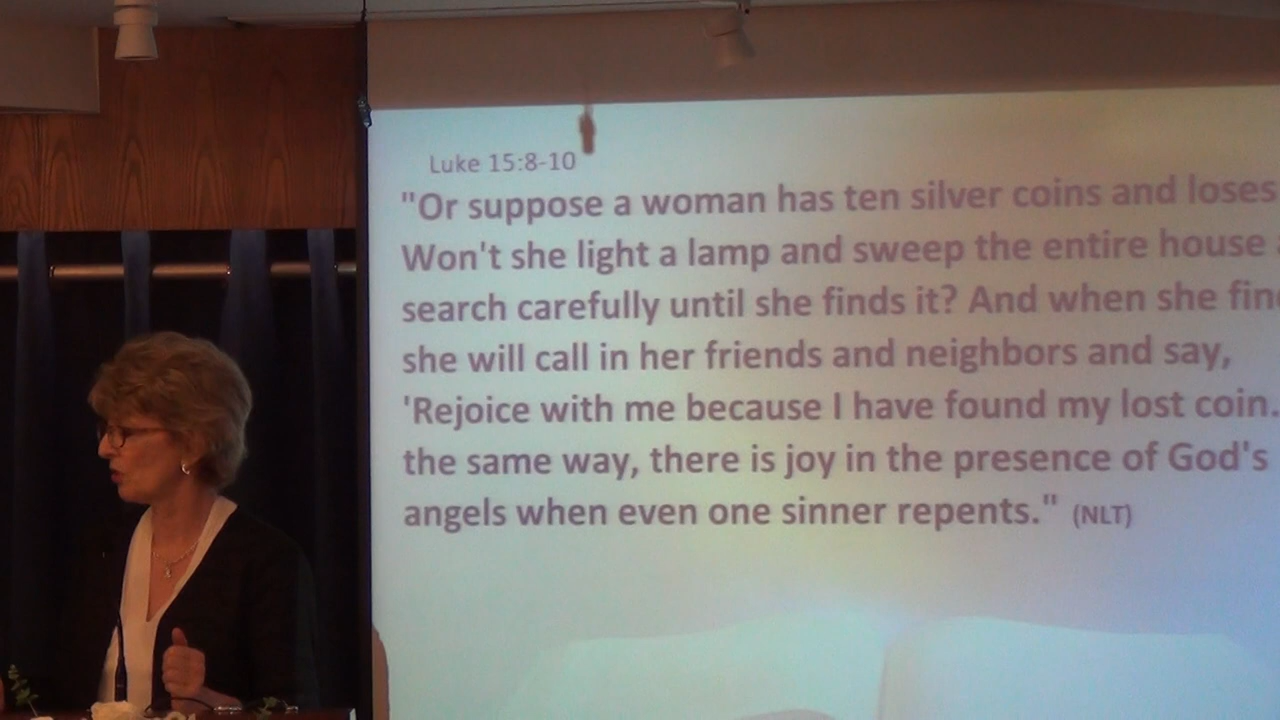 Luke 15:8-10
"Or suppose a woman has ten silver coins and loses
Won't she light a lamp and sweep the entire house
search carefully until she finds it? And when she
she will call in her friends and neighbors and say,
'Rejoice with me because I have found my lost coin.
the same way, there is joy in the presence of God's
angels when even one sinner repents." (NLT)